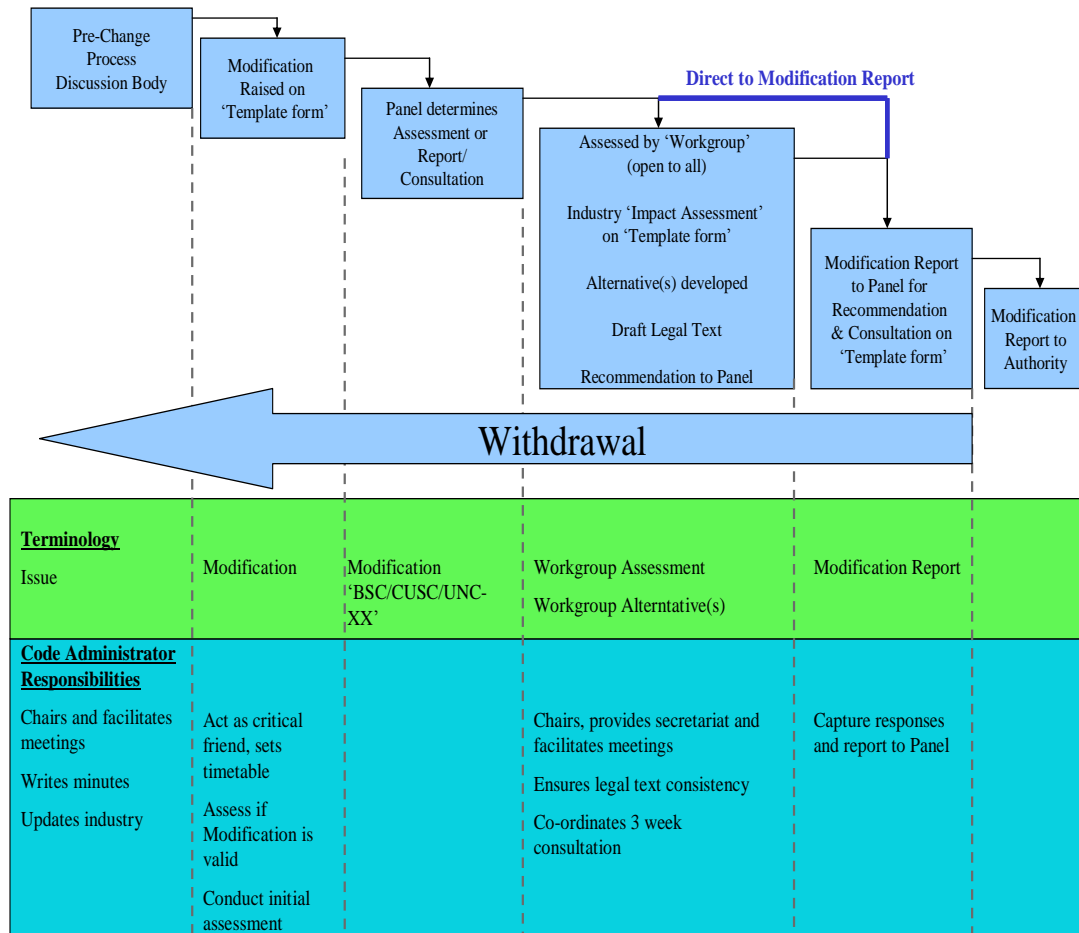 Pre-Change
Process
Discussion Body
Modification
Raised on
‘Template form’
Panel determines
Assessment or
Report/
Consultation
Direct to Modification Report
Assessed by ‘Workgroup’
(open to all)
Industry ‘Impact Assessment’
on ‘Template form’
Alternative(s) developed
Draft Legal Text
Recommendation to Panel
Modification Report
to Panel for
Recommendation
& Consultation on
‘Template form’
Modification
Report to
Authority
Withdrawal
Terminology
Issue
Modification
Modification
‘BSC/CUSC/UNC-
XX’
Workgroup Assessment
Workgroup Alterntative(s)
Modification Report
Code Administrator
Responsibilities
Chairs and facilitates
meetings
Writes minutes
Updates industry
Act as critical
friend, sets
timetable
Assess if
Modification is
valid
Conduct initial
assessment
Chairs, provides secretariat and
facilitates meetings
Ensures legal text consistency
Co-ordinates 3 week
consultation
Capture responses
and report to Panel